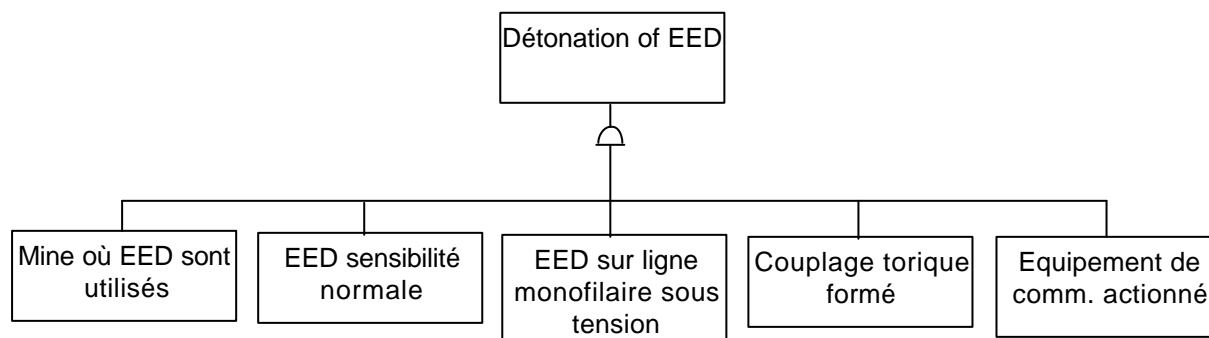 Détonation of EED
Mine où EED sont
utilisés
EED sensibilité
normale
EED sur ligne
monofilaire sous
tension
Couplage torique
formé
Equipement de
comm. actionné